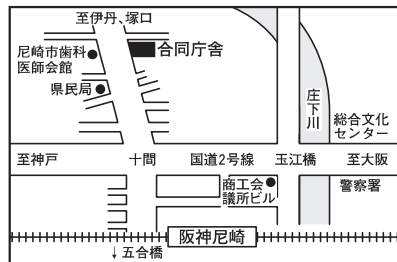 至伊丹、塚口
尼崎市歯科
医師会館
合同庁舎
県民局
庄下川
総合文化
センター
至神戸
十間
国道2号線
玉江橋
至大阪
商工会
議所ビル
警察署
阪神尼崎
↓五合橋